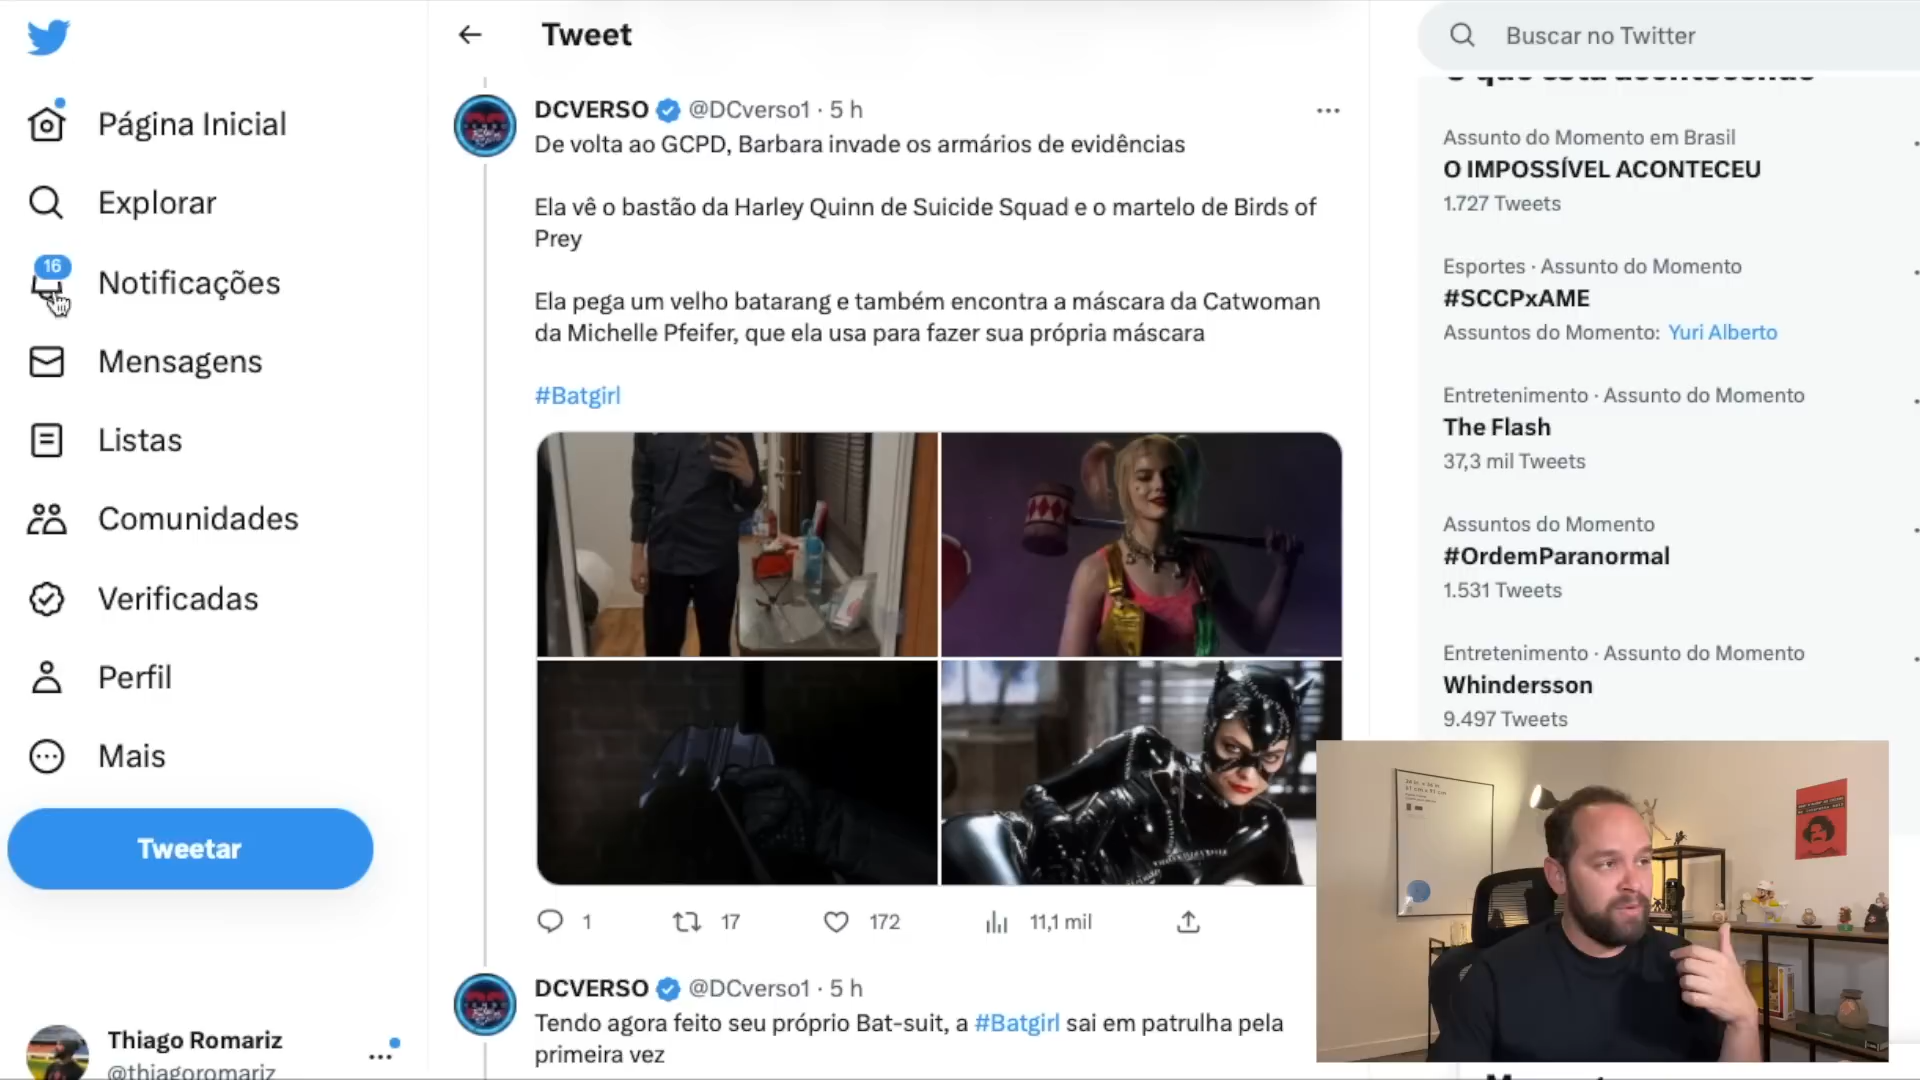 Página Inicial
Explorar
16
Notificações
Mensagens
Listas
Comunidades
Verificadas
Perfil
Mais
Tweetar
Thiago Romariz
@thiagoromariz
Tweet
DCVERSO @DCverso1 · 5 h
De volta ao GCPD, Barbara invade os armários de evidências
Ela vê o bastão da Harley Quinn de Suicide Squad e o martelo de Birds of
Prey
Ela pega um velho batarang e também encontra a máscara da Catwoman
da Michelle Pfeifer, que ela usa para fazer sua própria máscara
#Batgirl
1 17 172 11,1 mil
DCVERSO @DCverso1 · 5 h
Tendo agora feito seu próprio Bat-suit, a #Batgirl sai em patrulha pela
primeira vez
Buscar no Twitter
O que está acontecendo
Assunto do Momento em Brasil
O IMPOSSÍVEL ACONTECEU
1.727 Tweets
Esportes · Assunto do Momento
#SCCPxAME
Assuntos do Momento: Yuri Alberto
Entretenimento · Assunto do Momento
The Flash
37,3 mil Tweets
Assuntos do Momento
#OrdemParanormal
1.531 Tweets
Entretenimento · Assunto do Momento
Whindersson
9.497 Tweets